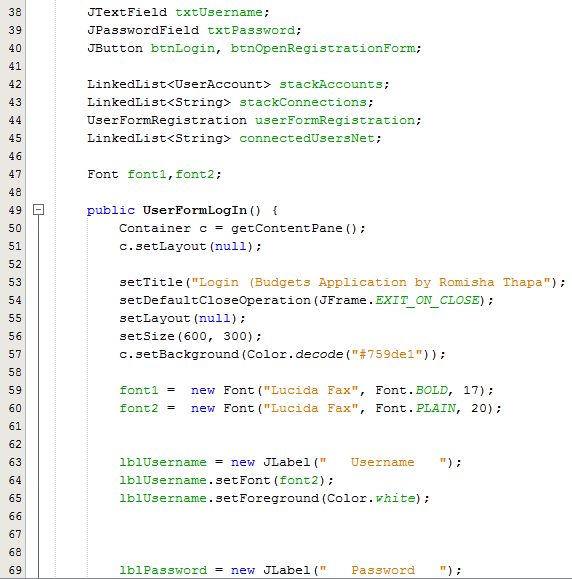 38 JTextField txtUsername;
39 JPasswordField txtPassword;
40 JButton btnLogin, btnOpenRegistrationForm;
41
42 LinkedList<UserAccount> stackAccounts;
43 LinkedList<String> stackConnections;
44 UserFormRegistration userFormRegistration;
45 LinkedList<String> connectedUsersNet;
46
47 Font font1,font2;
48
49 public UserFormLogIn() {
50 Container c = getContentPane();
51 c.setLayout(null);
52
53 setTitle("Login (Budgets Application by Romisha Thapa");
54 setDefaultCloseOperation(JFrame.EXIT_ON_CLOSE);
55 setLayout(null);
56 setSize(600, 300);
57 c.setBackground(Color.decode("#759de1"));
58
59 font1 =  new Font("Lucida Fax", Font.BOLD, 17);
60 font2 =  new Font("Lucida Fax", Font.PLAIN, 20);
61
62
63 lblUsername = new JLabel("   Username   ");
64 lblUsername.setFont(font2);
65 lblUsername.setForeground(Color.white);
66
67
68
69 lblPassword = new JLabel("   Password   ");